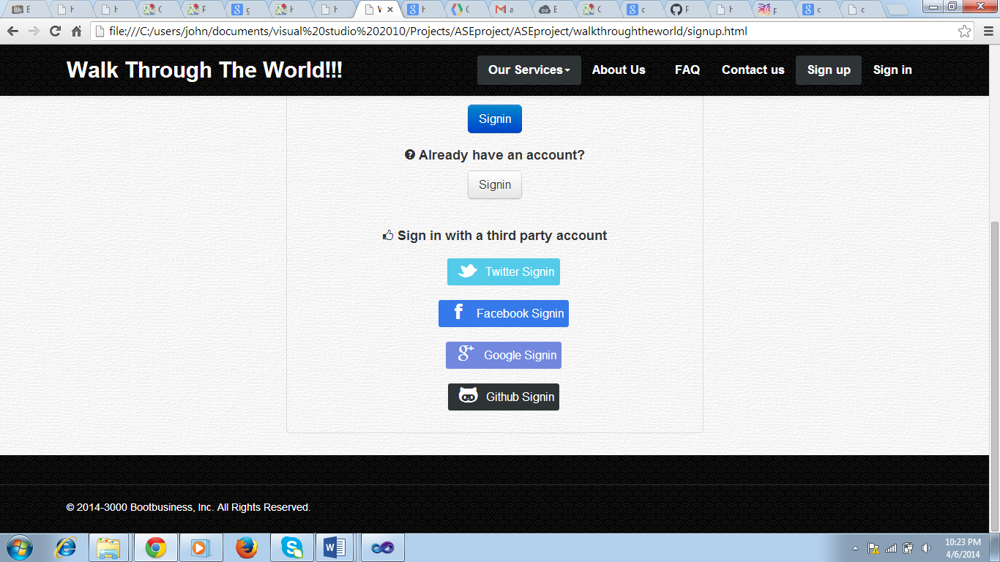 file:///C:/users/john/documents/visual%20studio%202010/Projects/ASEproject/ASEproject/walkthroughtheworld/signup.html
Walk Through The World!!! Our Services About Us FAQ Contact us Sign up Sign in
Signin
Already have an account?
Signin
Sign in with a third party account
Twitter Signin
Facebook Signin
Google Signin
Github Signin
© 2014-3000 Bootbusiness, Inc. All Rights Reserved.
10:23 PM
4/6/2014